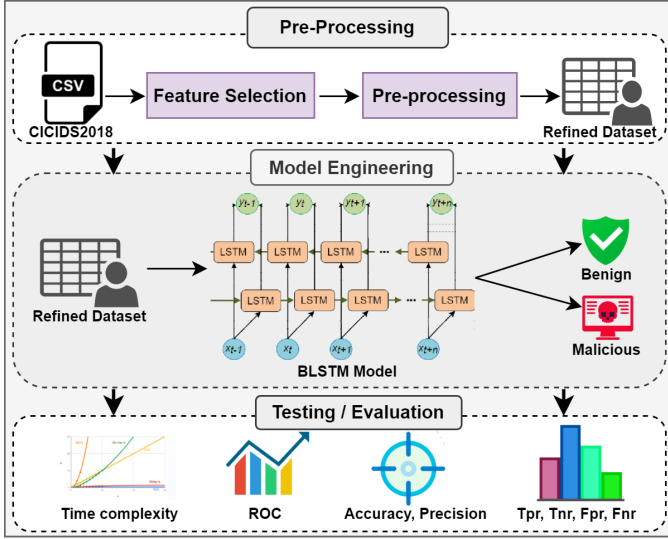 Pre-Processing
CSV
Feature Selection
Pre-processing
CICIDS2018
Refined Dataset
Model Engineering
yt-1
yt
yt+1
yt+n
LSTM
LSTM
LSTM
...
LSTM
LSTM
LSTM
LSTM
...
LSTM
xt-1
xt
xt+1
xt+n
Refined Dataset
BLSTM Model
Benign
Malicious
Testing / Evaluation
Time complexity
ROC
Accuracy, Precision
Tpr, Tnr, Fpr, Fnr